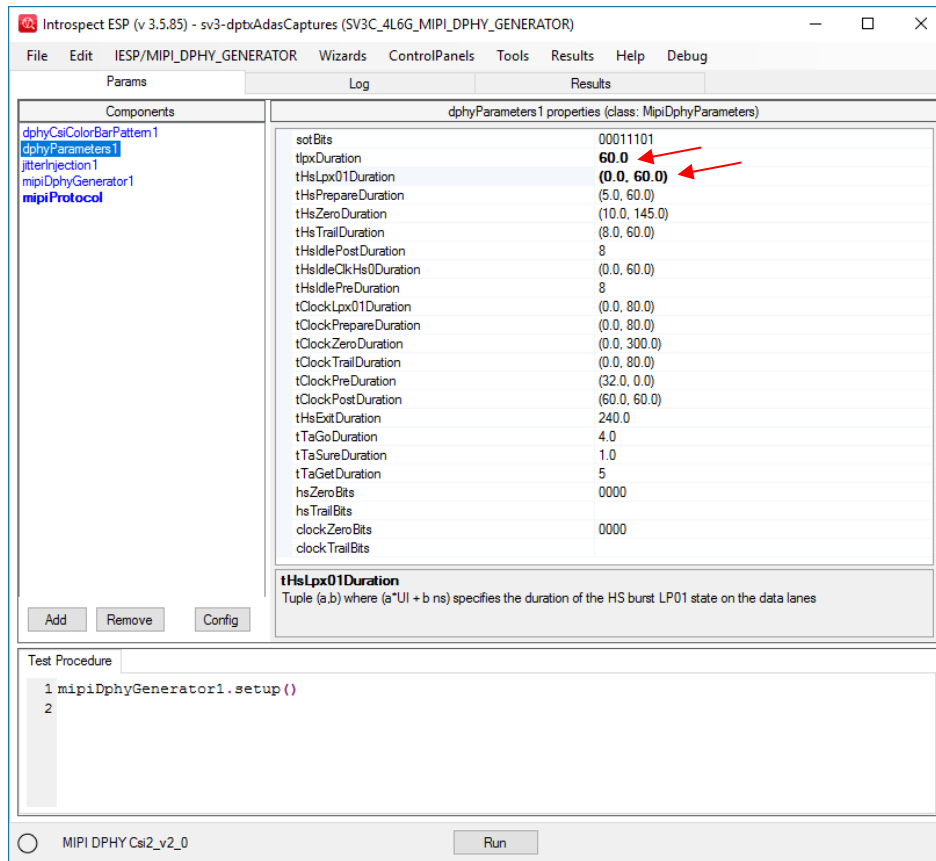 Introspect ESP (v 3.5.85) - sv3-dptxAdasCaptures (SV3C_4L6G_MIPI_DPHY_GENERATOR)
File Edit IESP/MIPI_DPHY_GENERATOR Wizards ControlPanels Tools Results Help Debug
Params Log Results
Components
dphyCsiColorBarPattern1
dphyParameters1
jitterInjection1
mipiDphyGenerator1
mipiProtocol
Add Remove Config
dphyParameters1 properties (class: MipiDphyParameters)
sotBits 00011101
tlpxDuration 60.0
tHsLpx01Duration (0.0, 60.0)
tHsPrepareDuration (5.0, 60.0)
tHsZeroDuration (10.0, 145.0)
tHsTrailDuration (8.0, 60.0)
tHsIdlePostDuration 8
tHsIdleClkHs0Duration (0.0, 60.0)
tHsIdlePreDuration 8
tClockLpx01Duration (0.0, 80.0)
tClockPrepareDuration (0.0, 80.0)
tClockZeroDuration (0.0, 300.0)
tClockTrailDuration (0.0, 80.0)
tClockPreDuration (32.0, 0.0)
tClockPostDuration (60.0, 60.0)
tHsExitDuration 240.0
tTaGoDuration 4.0
tTaSureDuration 1.0
tTaGetDuration 5
hsZeroBits 0000
hsTrailBits
clockZeroBits 0000
clockTrailBits
tHsLpx01Duration
Tuple (a,b) where (a*UI + b ns) specifies the duration of the HS burst LP01 state on the data lanes
Test Procedure
1 mipiDphyGenerator1.setup()
2
MIPI DPHY Csi2_v2_0 Run